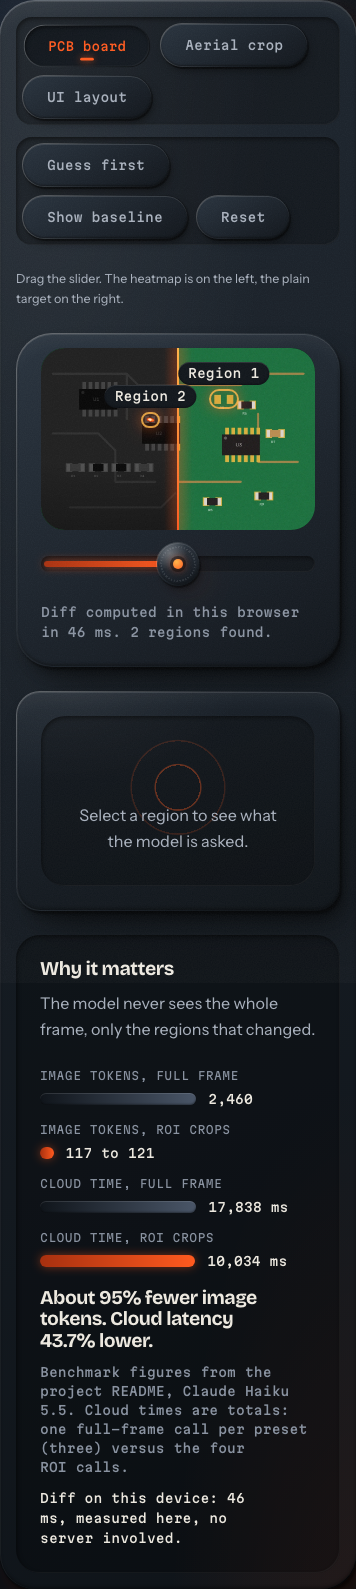 PCB board
Aerial crop
UI layout
Guess first
Show baseline
Reset
Drag the slider. The heatmap is on the left, the plain
target on the right.
Region 1
Region 2
Diff computed in this browser
in 46 ms. 2 regions found.
Select a region to see what
the model is asked.
Why it matters
The model never sees the whole
frame, only the regions that changed.
IMAGE TOKENS, FULL FRAME
2,460
IMAGE TOKENS, ROI CROPS
117 to 121
CLOUD TIME, FULL FRAME
17,838 ms
CLOUD TIME, ROI CROPS
10,034 ms
About 95% fewer image
tokens. Cloud latency
43.7% lower.
Benchmark figures from the
project README, Claude Haiku
5.5. Cloud times are totals:
one full-frame call per preset
(three) versus the four
ROI calls.
Diff on this device: 46
ms, measured here, no
server involved.